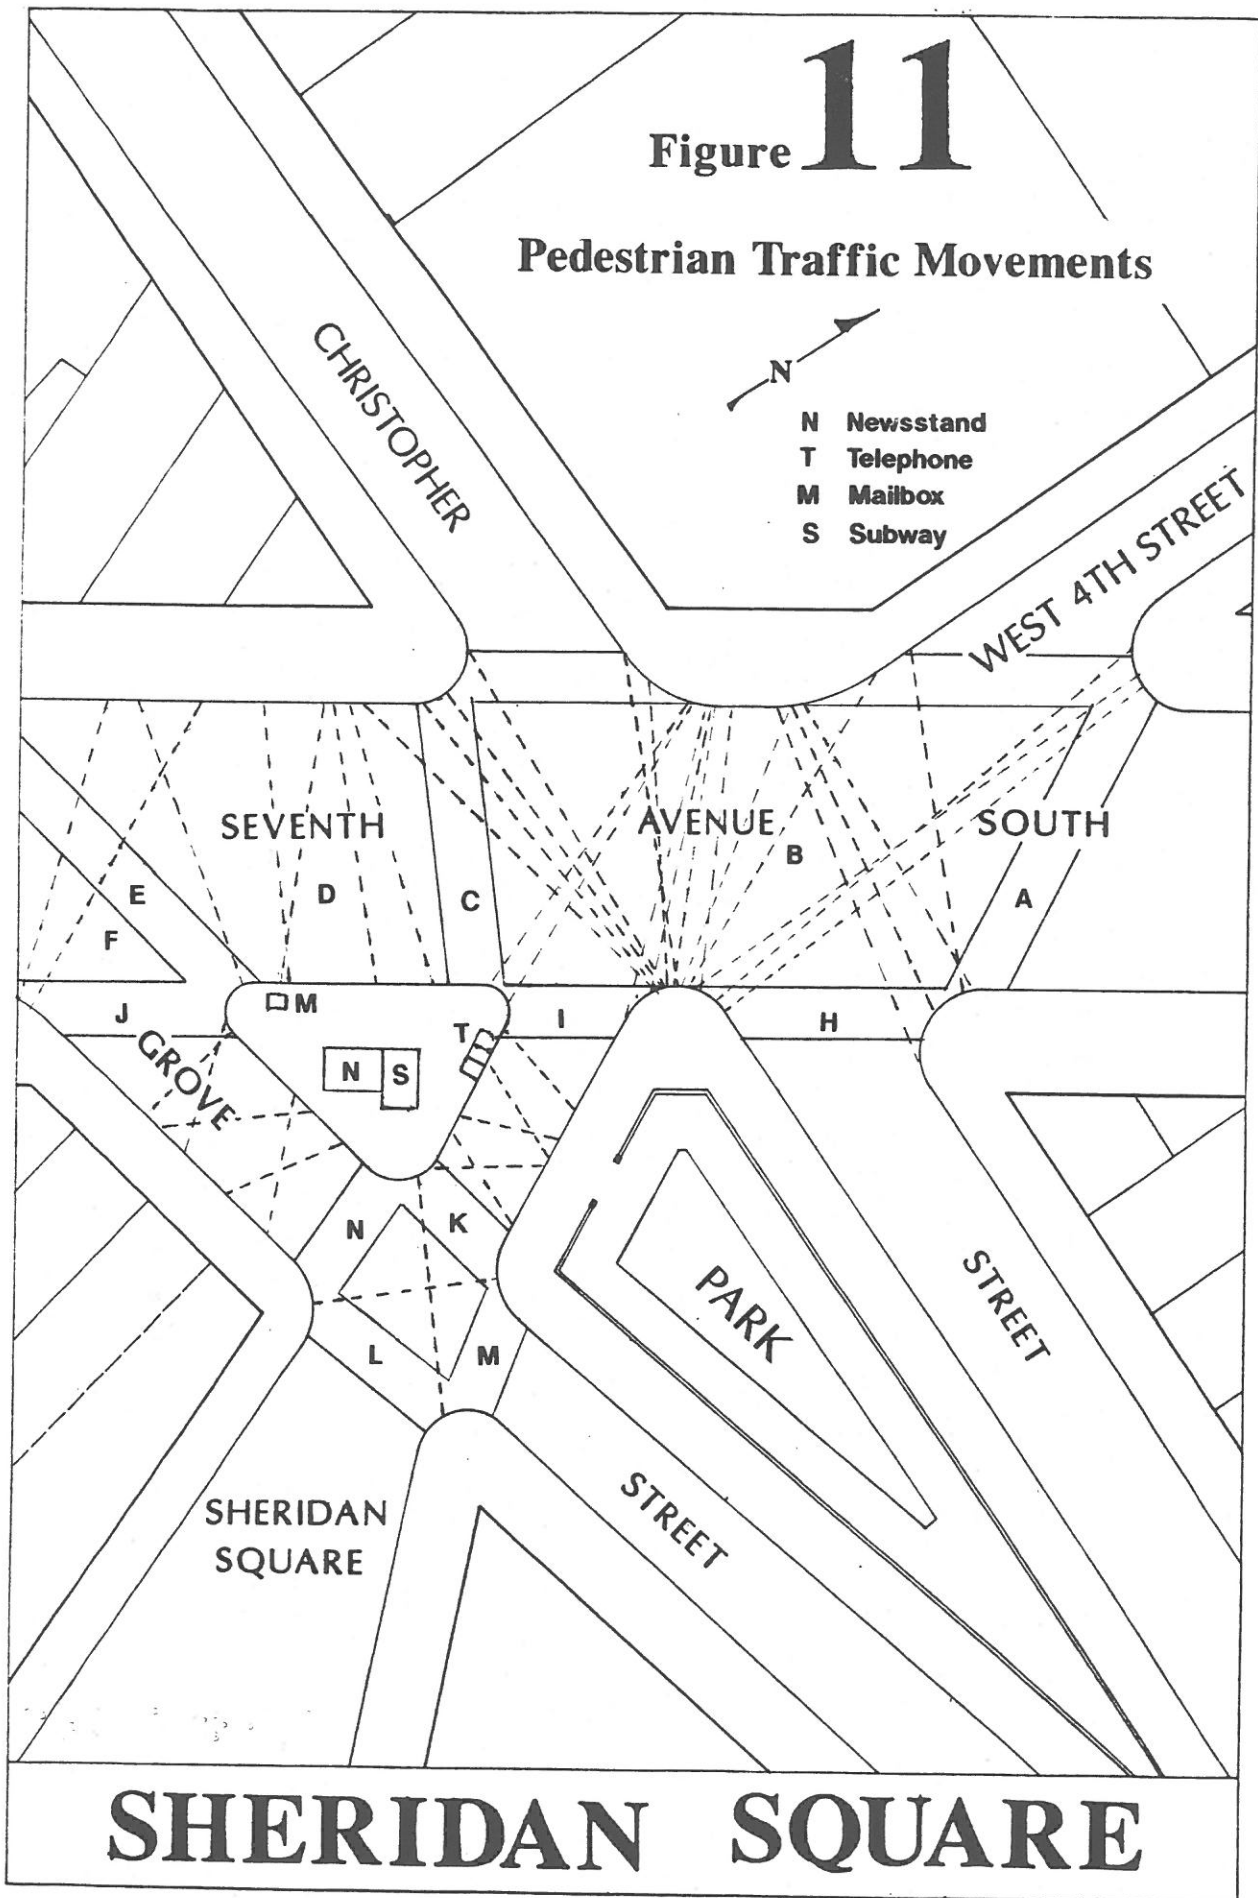 Figure 11
Pedestrian Traffic Movements
N
N Newsstand
T Telephone
M Mailbox
S Subway
CHRISTOPHER
WEST 4TH STREET
SEVENTH AVENUE SOUTH
B
E
D
C
A
F
M
J
T
I
H
GROVE
N
S
N
K
STREET
PARK
L
M
SHERIDAN
SQUARE
STREET
SHERIDAN SQUARE